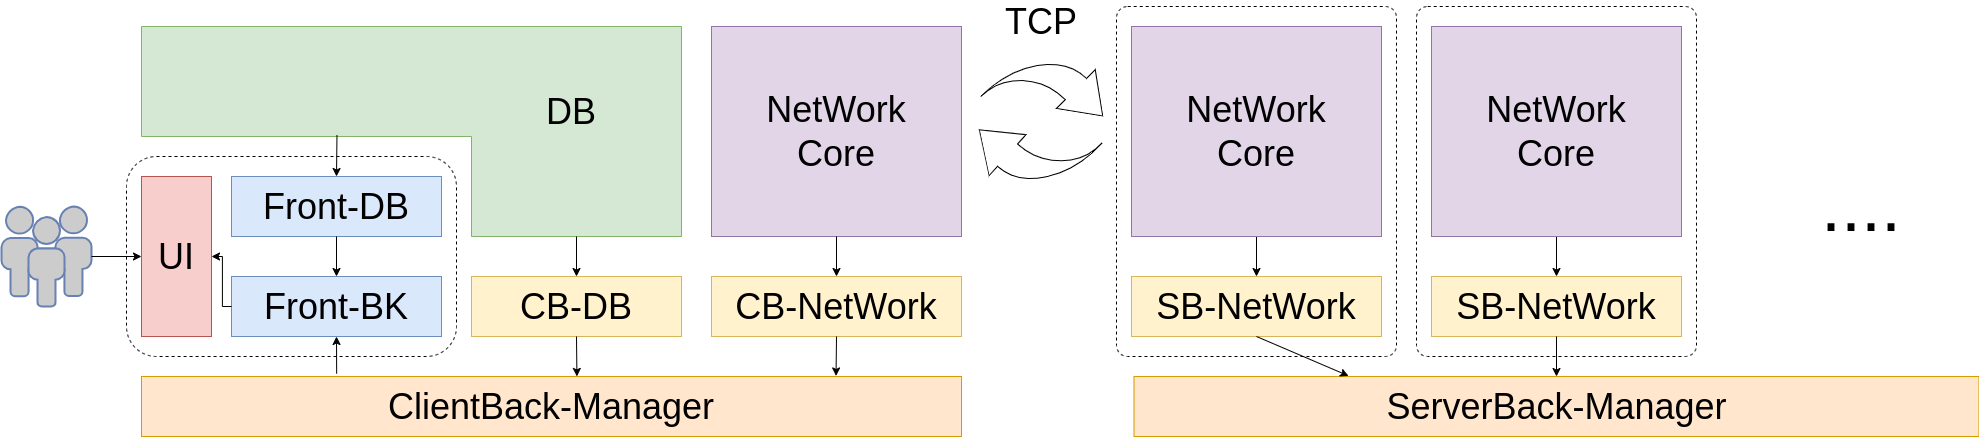 TCP
DB
NetWork
Core
NetWork
Core
NetWork
Core
UI
Front-DB
Front-BK
CB-DB
CB-NetWork
SB-NetWork
SB-NetWork
....
ClientBack-Manager
ServerBack-Manager